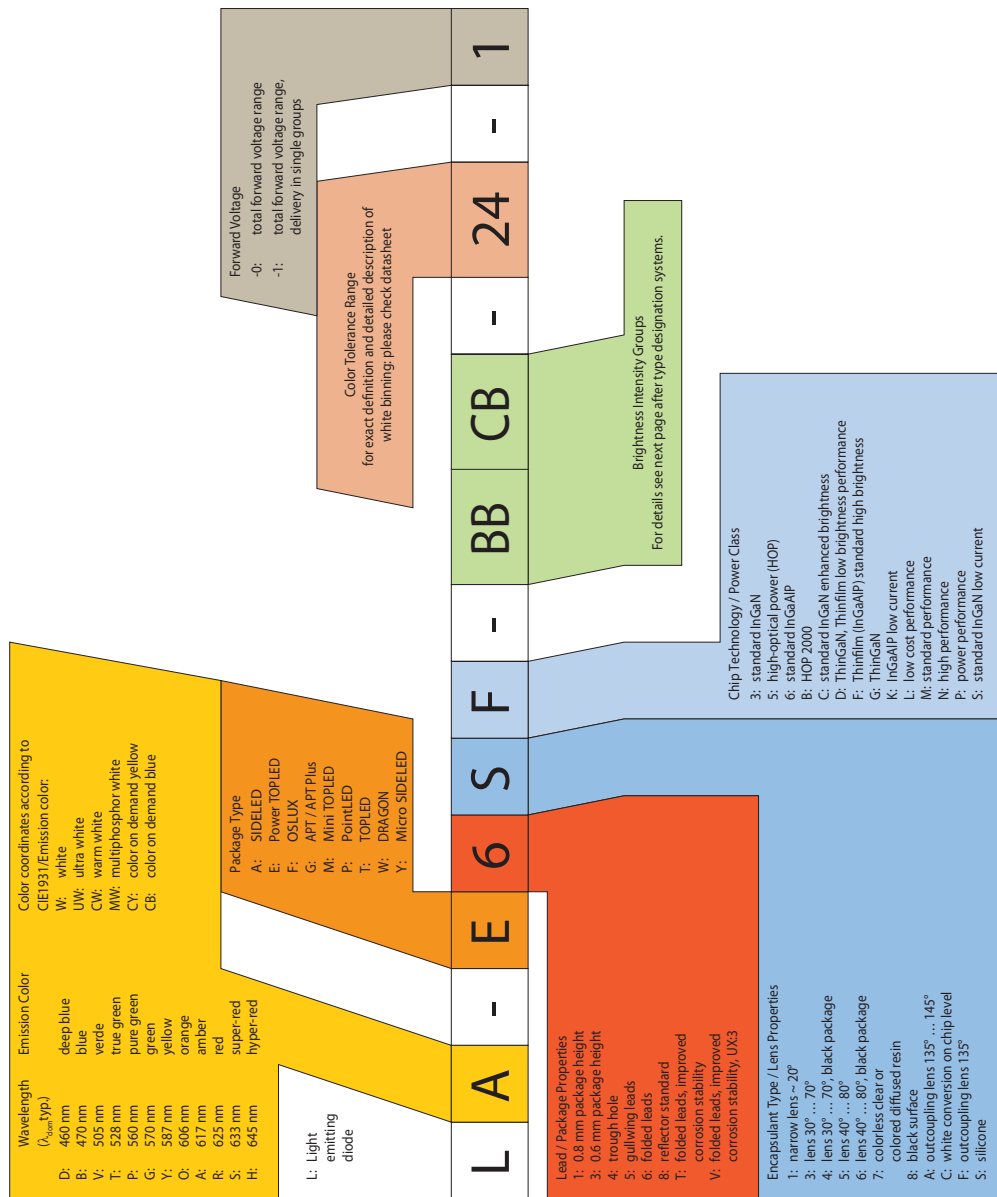 Wavelength Emission Color Color coordinates according to
(λdom typ.) CIE1931/Emission color:
D: 460 nm deep blue W: white
B: 470 nm blue UW: ultra white
V: 505 nm verde CW: warm white
T: 528 nm true green MW: multiphosphor white
P: 560 nm pure green CY: color on demand yellow
G: 570 nm green CB: color on demand blue
Y: 587 nm yellow
O: 606 nm orange
A: 617 nm amber
R: 625 nm red
S: 633 nm super-red
H: 645 nm hyper-red
Forward Voltage
-0: total forward voltage range
-1: total forward voltage range,
delivery in single groups
Package Type
A: SIDELED
E: Power TOPLED
F: OSLUX
G: APT / APT Plus
M: Mini TOPLED
P: PointLED
T: TOPLED
W: DRAGON
Y: Micro SIDELED
Color Tolerance Range
for exact definition and detailed description of
white binning: please check datasheet
L: Light
emitting
diode
L A - E 6 S F - BB CB - 24 - 1
Lead / Package Properties
1: 0.8 mm package height
3: 0.6 mm package height
4: trough hole
5: gullwing leads
6: folded leads
8: reflector standard
T: folded leads, improved
corrosion stability
V: folded leads, improved
corrosion stability, UX:3
Brightness Intensity Groups
For details see next page after type designation systems.
Chip Technology / Power Class
3: standard InGaN
5: high-optical power (HOP)
6: standard InGaAlP
B: HOP 2000
C: standard InGaN enhanced brightness
D: ThinGaN, Thinfilm low brightness performance
F: Thinfilm (InGaAlP) standard high brightness
G: ThinGaN
K: InGaAlP low current
L: low cost performance
M: standard performance
N: high performance
P: power performance
S: standard InGaN low current
Encapsulant Type / Lens Properties
1: narrow lens ~ 20°
3: lens 30° ... 70°
4: lens 30° ... 70°, black package
5: lens 40° ... 80°
6: lens 40° ... 80°, black package
7: colorless clear or
colored diffused resin
8: black surface
A: outcoupling lens 135° ... 145°
C: white conversion on chip level
F: outcoupling lens 135°
S: silicone